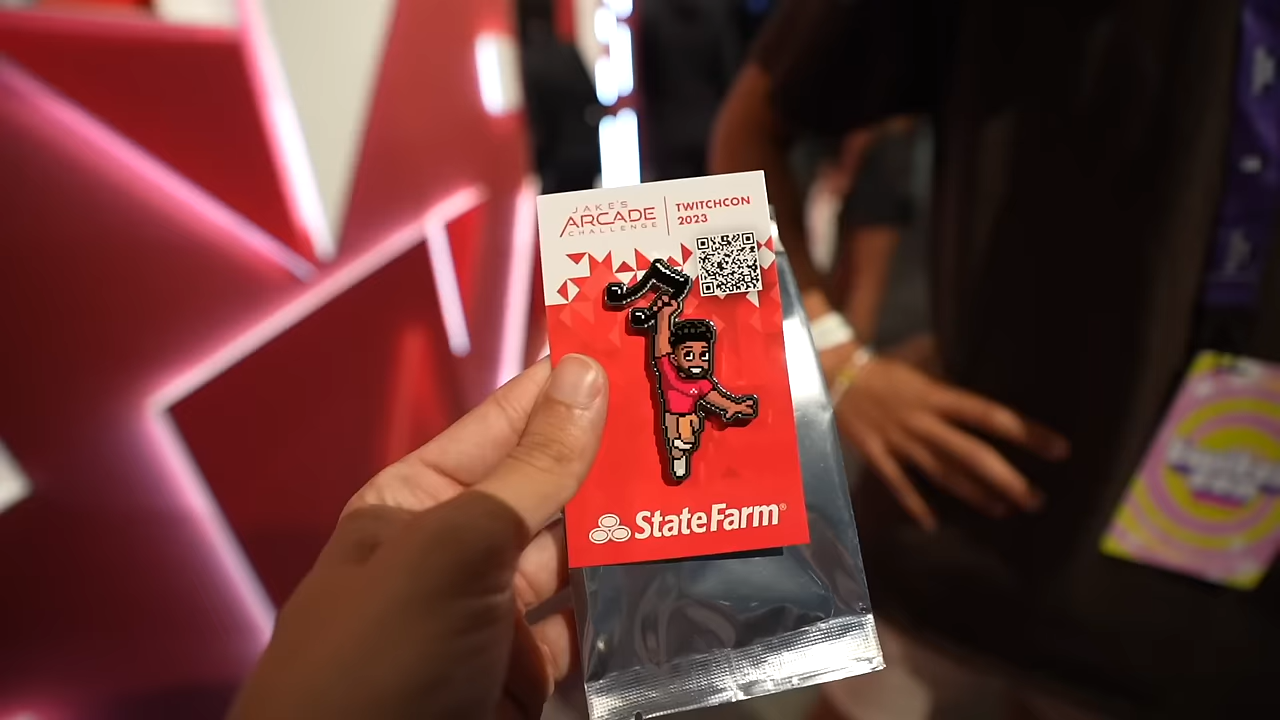 JAKE'S
ARCADE
CHALLENGE
TWITCHCON
2023
State Farm®